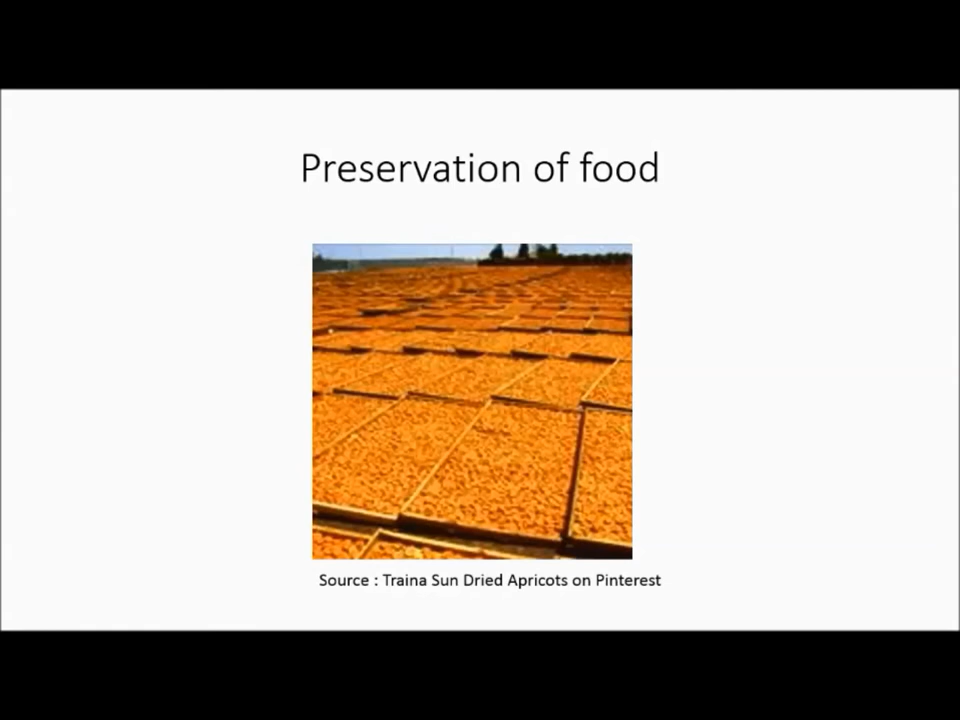 Preservation of food
Source : Traina Sun Dried Apricots on Pinterest